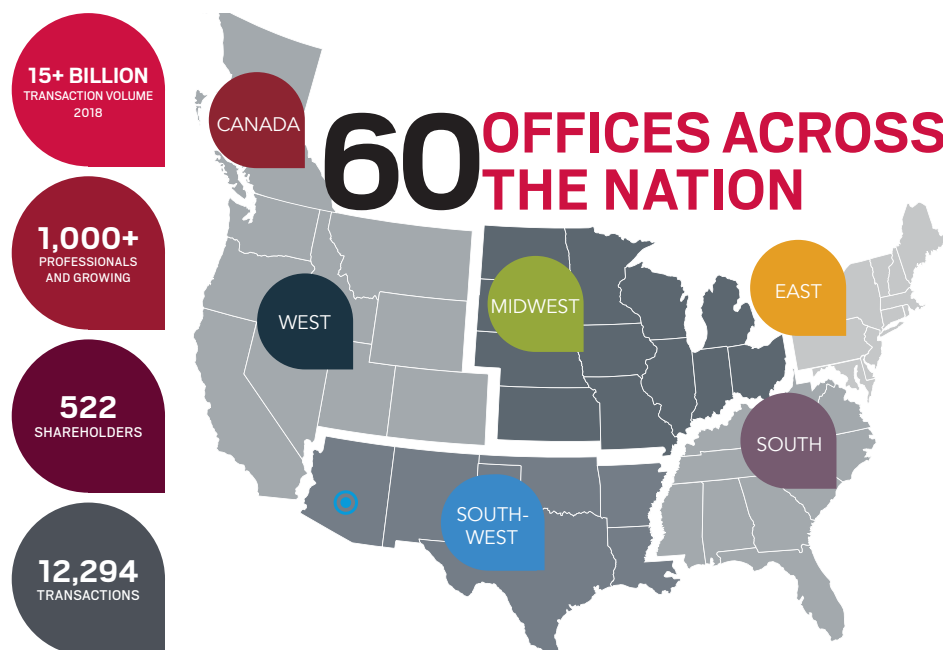 15+ BILLION
TRANSACTION VOLUME
2018
1,000+
PROFESSIONALS
AND GROWING
522
SHAREHOLDERS
12,294
TRANSACTIONS
60 OFFICES ACROSS
THE NATION
CANADA
WEST
MIDWEST
EAST
SOUTH
SOUTH-
WEST